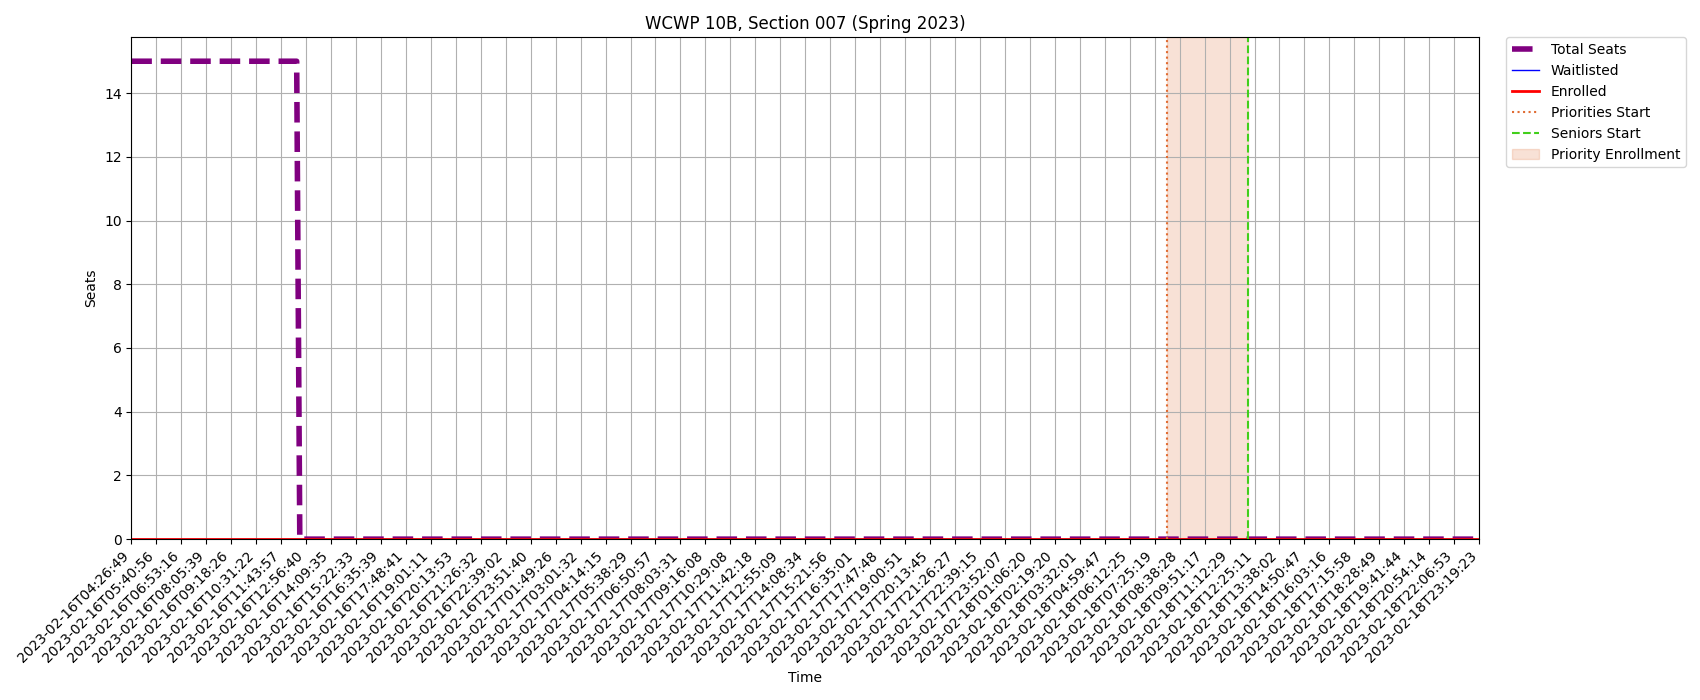 WCWP 10B, Section 007 (Spring 2023)
Total Seats
Waitlisted
Enrolled
Priorities Start
Seniors Start
Priority Enrollment
Seats
14
12
10
8
6
4
2
0
2023-02-16T04:26:49
2023-02-16T05:40:56
2023-02-16T06:53:16
2023-02-16T08:05:39
2023-02-16T09:18:26
2023-02-16T10:31:22
2023-02-16T11:43:57
2023-02-16T12:56:40
2023-02-16T14:09:35
2023-02-16T15:22:33
2023-02-16T16:35:39
2023-02-16T17:48:41
2023-02-16T19:01:11
2023-02-16T20:13:53
2023-02-16T21:26:32
2023-02-16T22:39:02
2023-02-16T23:51:40
2023-02-17T01:49:26
2023-02-17T03:01:32
2023-02-17T04:14:15
2023-02-17T05:38:29
2023-02-17T06:50:57
2023-02-17T08:03:31
2023-02-17T09:16:08
2023-02-17T10:29:08
2023-02-17T11:42:18
2023-02-17T12:55:09
2023-02-17T14:08:34
2023-02-17T15:21:56
2023-02-17T16:35:01
2023-02-17T17:47:48
2023-02-17T19:00:51
2023-02-17T20:13:45
2023-02-17T21:26:27
2023-02-17T22:39:15
2023-02-17T23:52:07
2023-02-18T01:06:20
2023-02-18T02:19:20
2023-02-18T03:32:01
2023-02-18T04:59:47
2023-02-18T06:12:25
2023-02-18T07:25:19
2023-02-18T08:38:28
2023-02-18T09:51:17
2023-02-18T11:12:29
2023-02-18T12:25:11
2023-02-18T13:38:02
2023-02-18T14:50:47
2023-02-18T16:03:16
2023-02-18T17:15:58
2023-02-18T18:28:49
2023-02-18T19:41:44
2023-02-18T20:54:14
2023-02-18T22:06:53
2023-02-18T23:19:23
Time